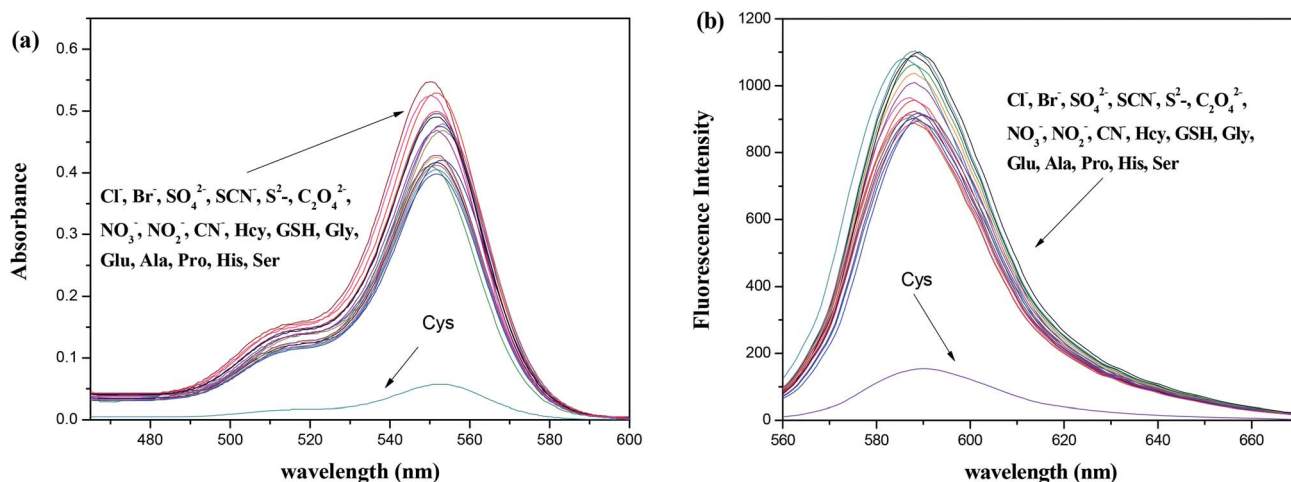 (a)
0.6
0.5
0.4
0.3
0.2
0.1
0.0
Absorbance
Cl⁻, Br⁻, SO₄²⁻, SCN⁻, S²-, C₂O₄²⁻,
NO₃⁻, NO₂⁻, CN⁻, Hcy, GSH, Gly,
Glu, Ala, Pro, His, Ser
Cys
480 500 520 540 560 580 600
wavelength (nm)
(b)
1200
1000
800
600
400
200
0
Fluorescence Intensity
Cl⁻, Br⁻, SO₄²⁻, SCN⁻, S²-, C₂O₄²⁻,
NO₃⁻, NO₂⁻, CN⁻, Hcy, GSH, Gly,
Glu, Ala, Pro, His, Ser
Cys
560 580 600 620 640 660
wavelength (nm)